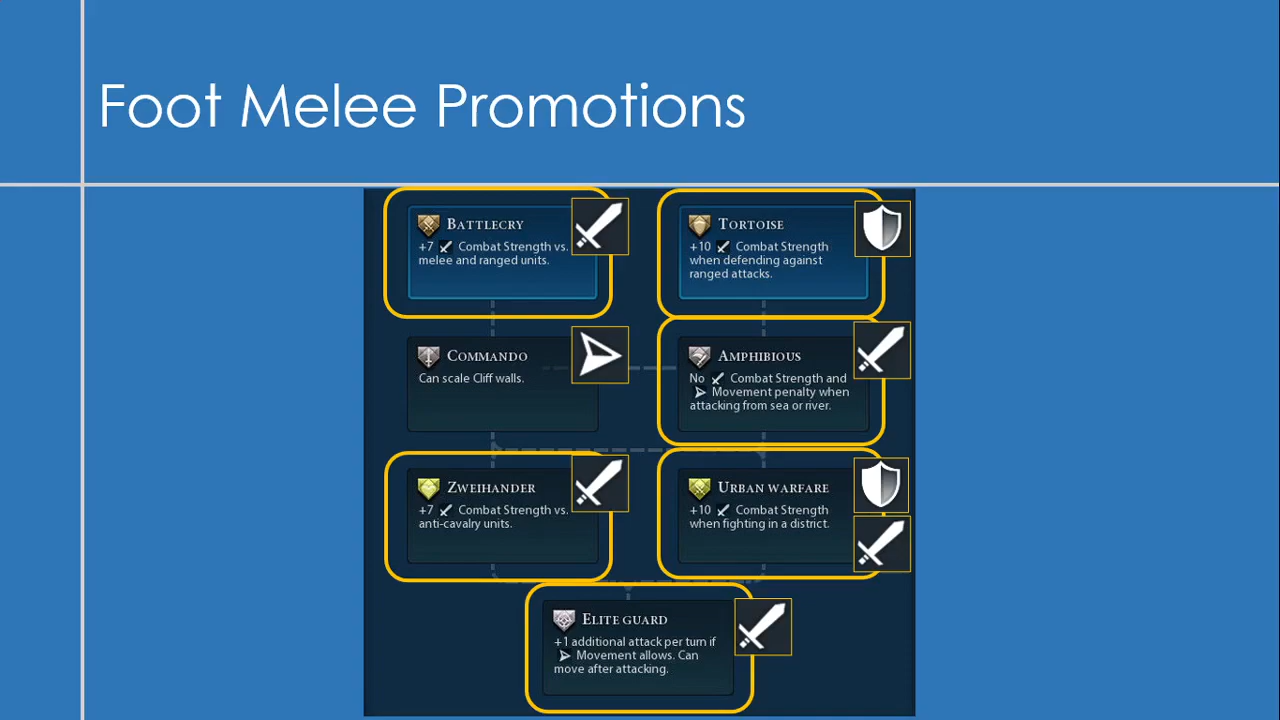 Foot Melee Promotions
BATTLECRY
+7 Combat Strength vs.
melee and ranged units.
TORTOISE
+10 Combat Strength
when defending against
ranged attacks.
COMMANDO
Can scale Cliff walls.
AMPHIBIOUS
No Combat Strength and
Movement penalty when
attacking from sea or river.
ZWEIHANDER
+7 Combat Strength vs.
anti-cavalry units.
URBAN WARFARE
+10 Combat Strength
when fighting in a district.
ELITE GUARD
+1 additional attack per turn if
Movement allows. Can
move after attacking.